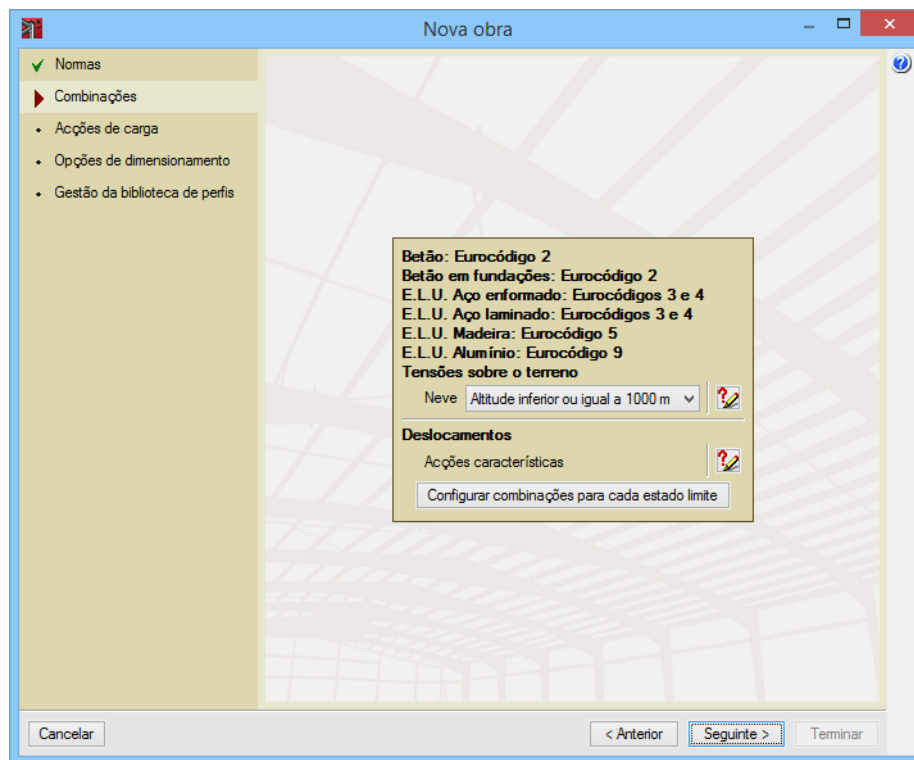 Nova obra
Normas
Combinações
Acções de carga
Opções de dimensionamento
Gestão da biblioteca de perfis
Betão: Eurocódigo 2
Betão em fundações: Eurocódigo 2
E.L.U. Aço enformado: Eurocódigos 3 e 4
E.L.U. Aço laminado: Eurocódigos 3 e 4
E.L.U. Madeira: Eurocódigo 5
E.L.U. Alumínio: Eurocódigo 9
Tensões sobre o terreno
Neve Altitude inferior ou igual a 1000 m
Deslocamentos
Acções características
Configurar combinações para cada estado limite
Cancelar < Anterior Seguinte > Terminar